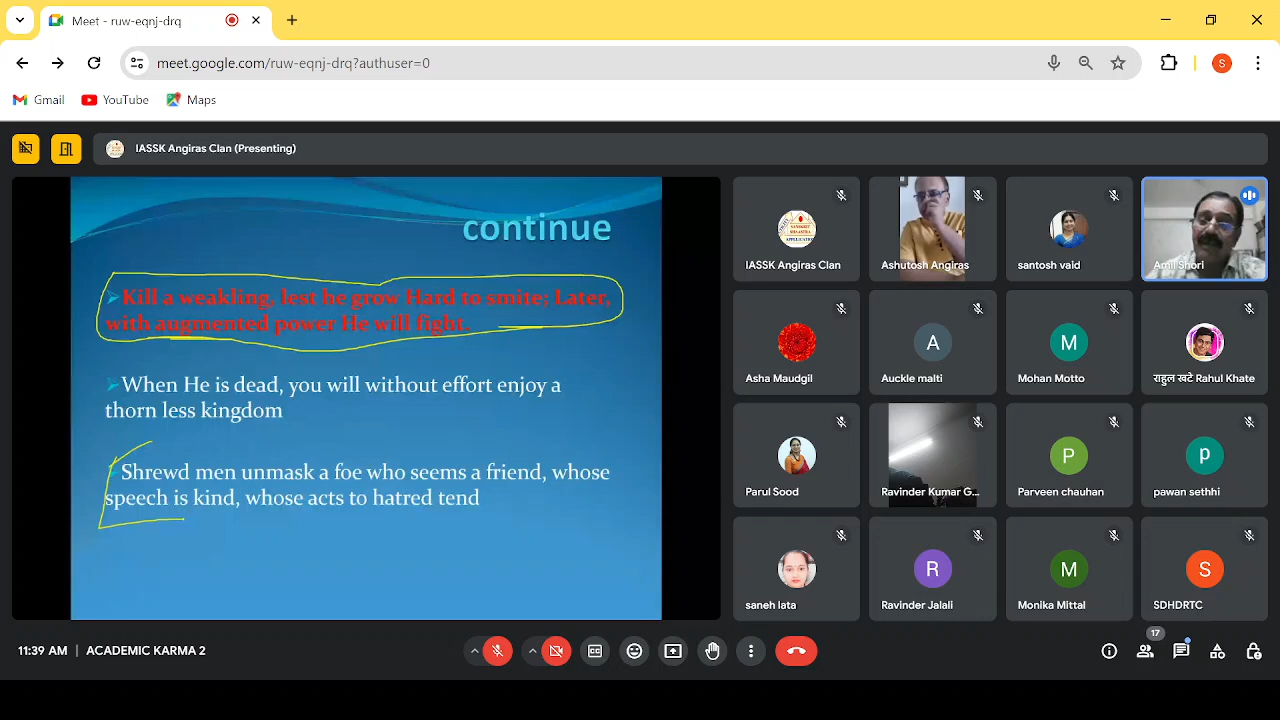 Meet - ruw-eqnj-drq
meet.google.com/ruw-eqnj-drq?authuser=0
S
Gmail
YouTube
Maps
IASSK Angiras Clan (Presenting)
continue
Kill a weakling, lest he grow Hard to smite; Later,
with augmented power He will fight.
When He is dead, you will without effort enjoy a
thorn less kingdom
Shrewd men unmask a foe who seems a friend, whose
speech is kind, whose acts to hatred tend
IASSK Angiras Clan
Ashutosh Angiras
santosh vaid
Amil Shori
Asha Maudgil
A
Auckle malti
M
Mohan Motto
राहुल खटे Rahul Khate
Parul Sood
Ravinder Kumar G...
P
Parveen chauhan
p
pawan sethhi
saneh lata
R
Ravinder Jalali
M
Monika Mittal
S
SDHDRTC
11:39 AM | ACADEMIC KARMA 2
17